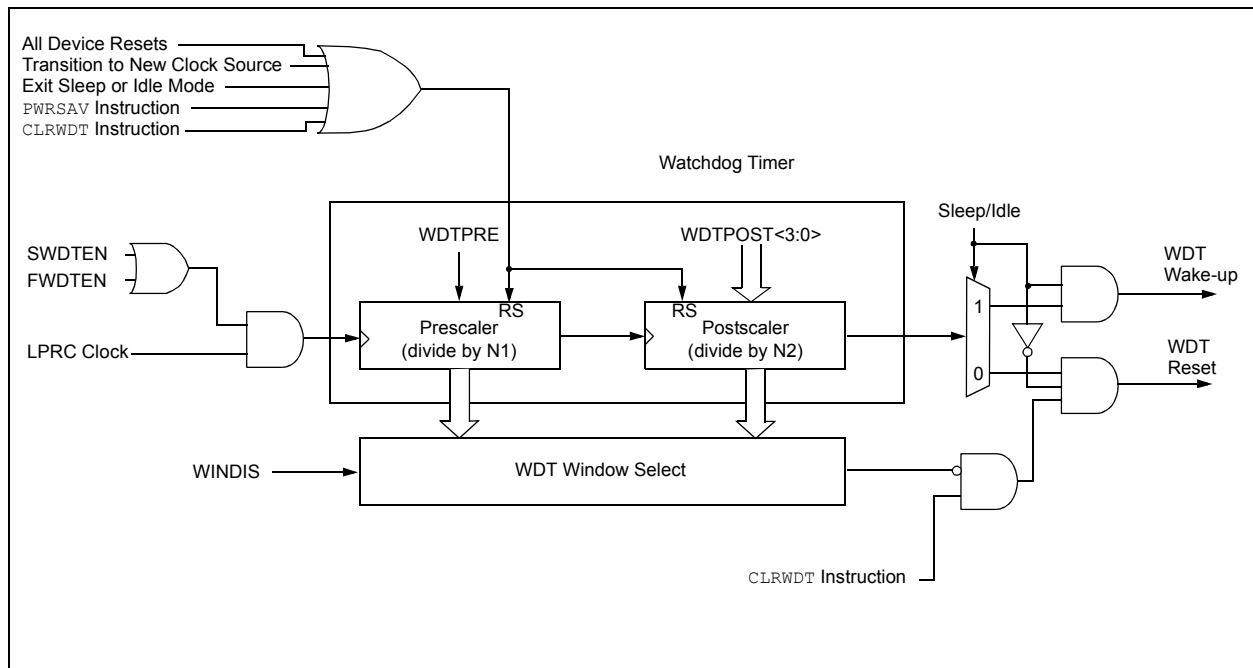 All Device Resets
Transition to New Clock Source
Exit Sleep or Idle Mode
PWRSAV Instruction
CLRWDT Instruction
Watchdog Timer
Sleep/Idle
WDTPRE
WDTPOST<3:0>
SWDTEN
FWDTEN
WDT
Wake-up
RS
RS
1
Prescaler
(divide by N1)
Postscaler
(divide by N2)
LPRC Clock
WDT
Reset
0
WINDIS
WDT Window Select
CLRWDT Instruction